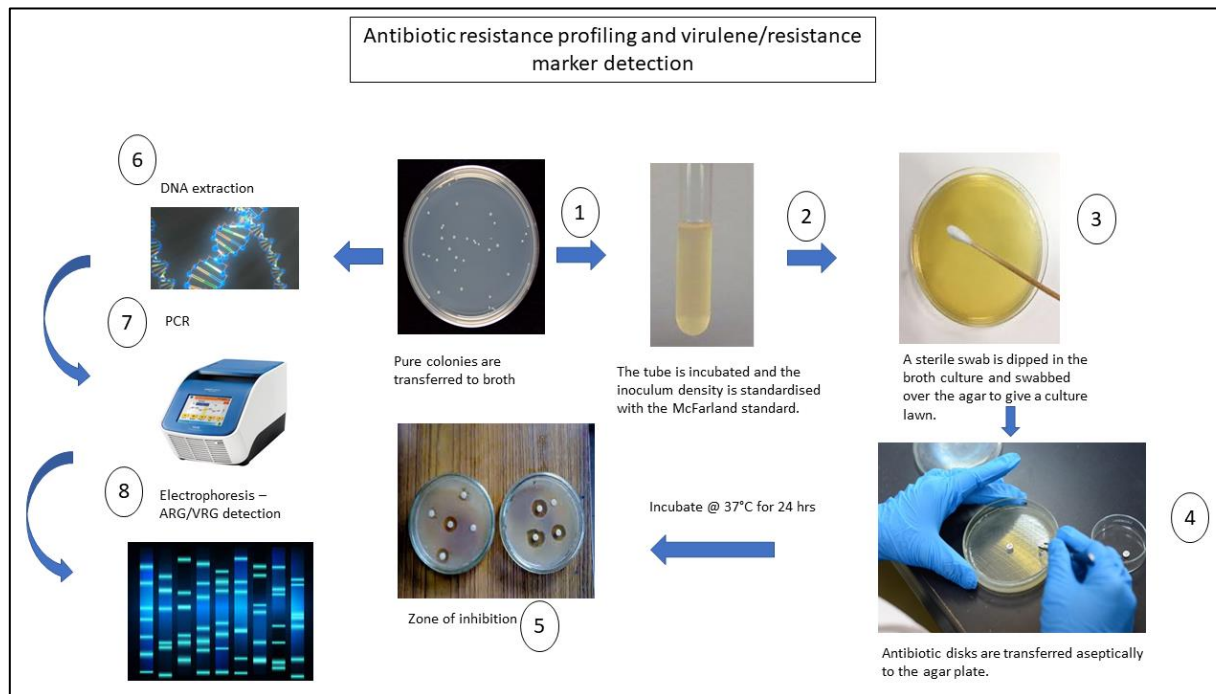 Antibiotic resistance profiling and virulene/resistance
marker detection
6
DNA extraction
7
PCR
8
Electrophoresis –
ARG/VRG detection
1
Pure colonies are
transferred to broth
2
The tube is incubated and the
inoculum density is standardised
with the McFarland standard.
3
A sterile swab is dipped in the
broth culture and swabbed
over the agar to give a culture
lawn.
4
Antibiotic disks are transferred aseptically
to the agar plate.
Incubate @ 37°C for 24 hrs
Zone of inhibition
5